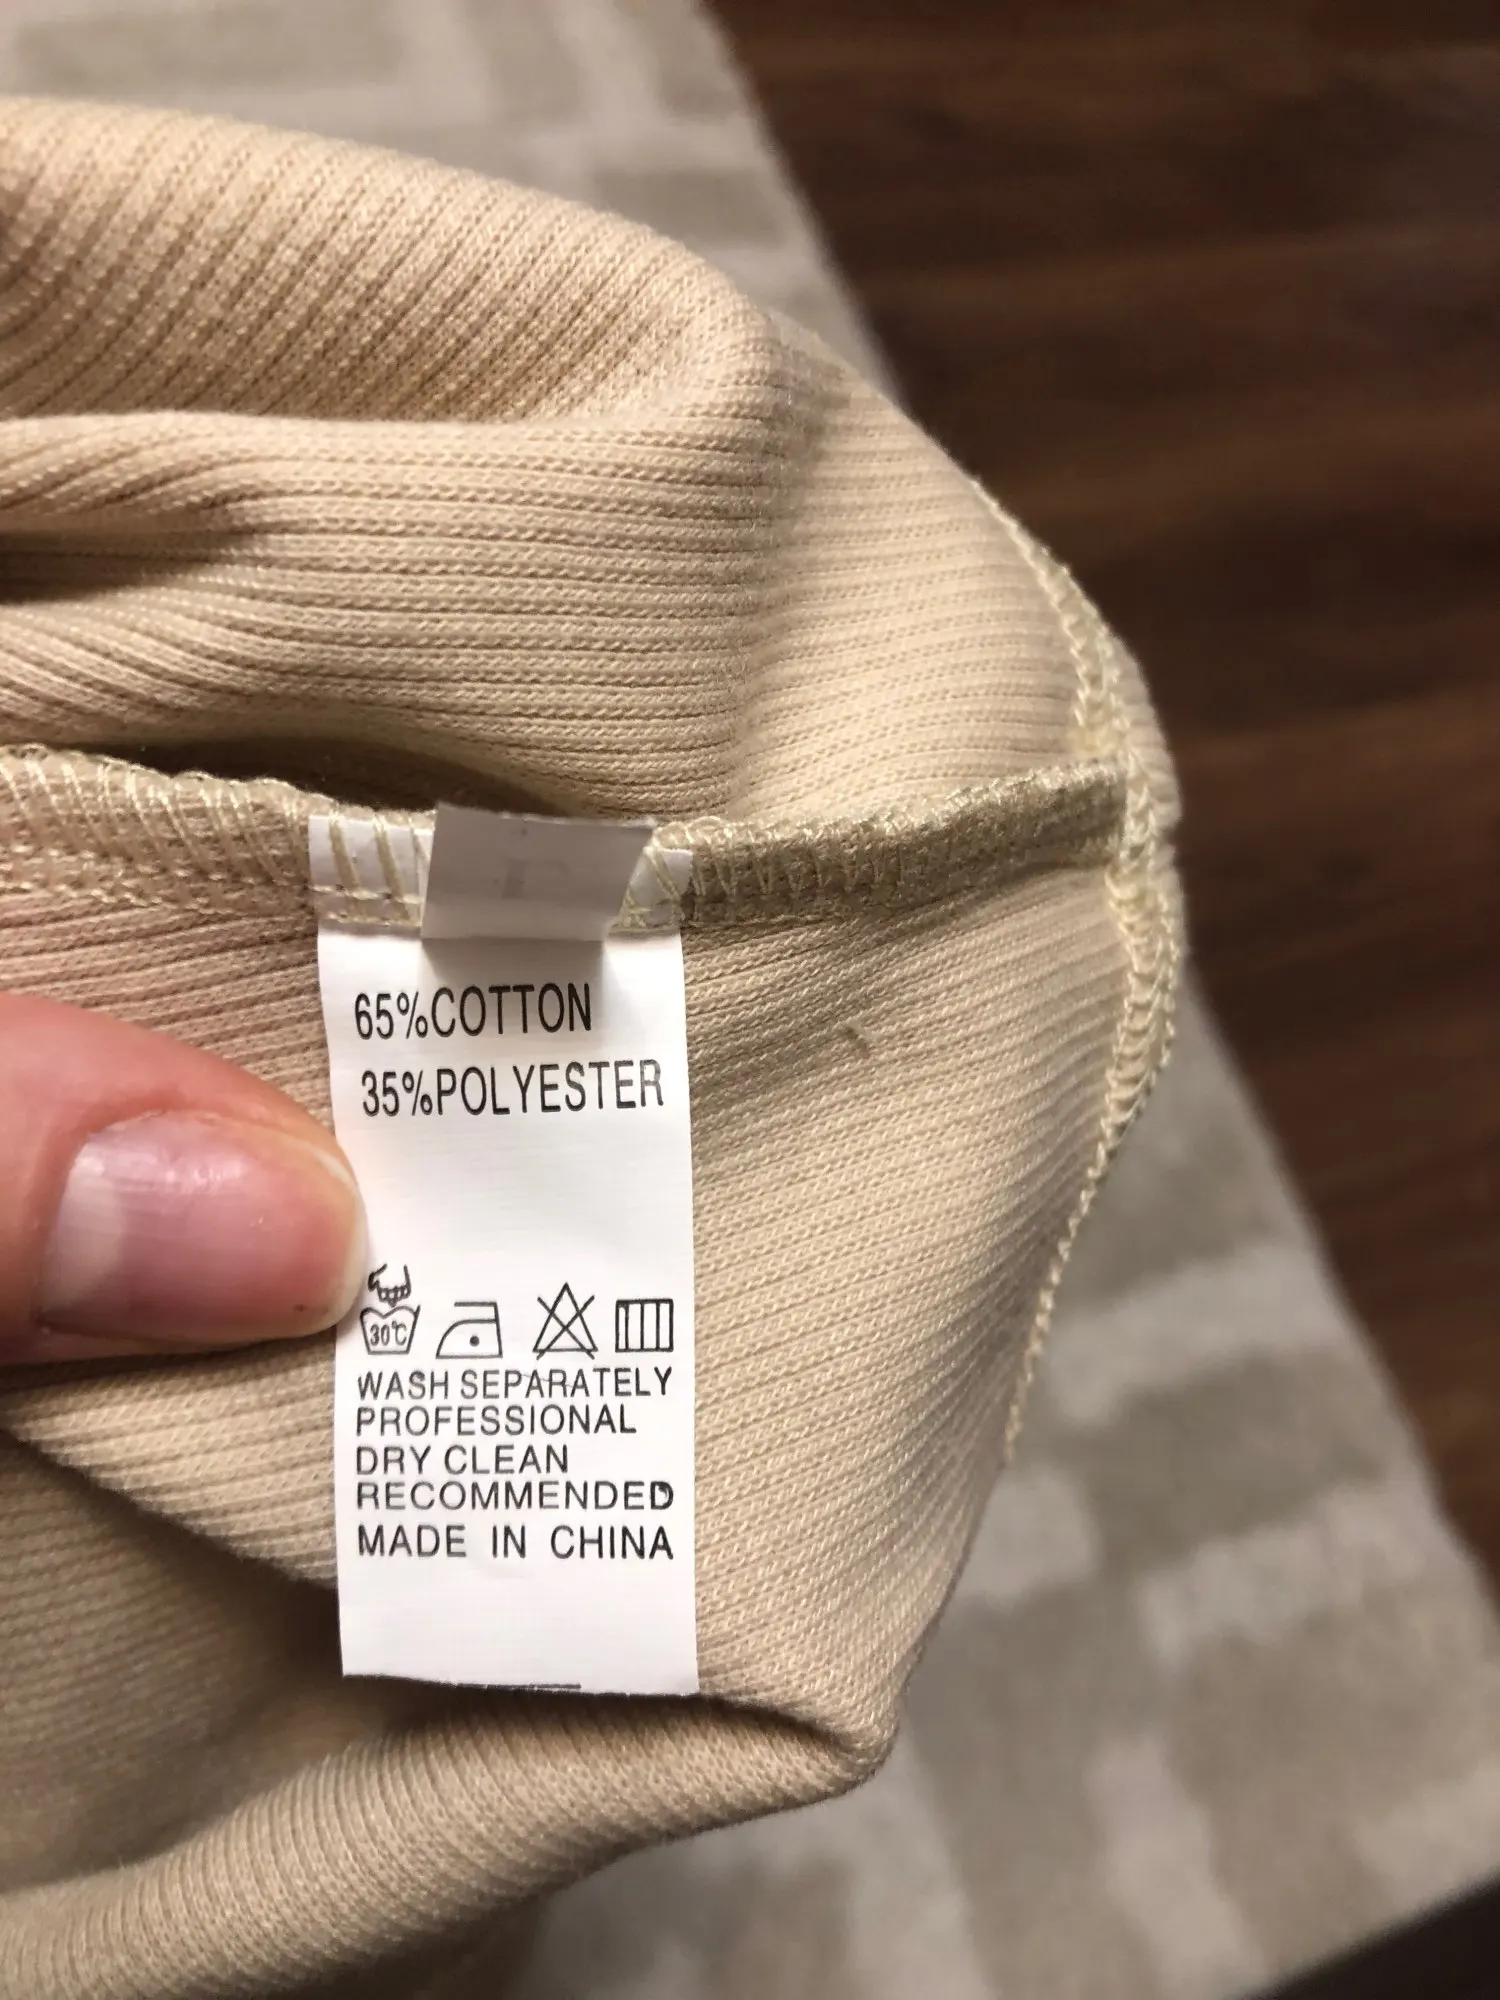 65%COTTON
35%POLYESTER
30°C
WASH SEPARATELY
PROFESSIONAL
DRY CLEAN
RECOMMENDED
MADE IN CHINA